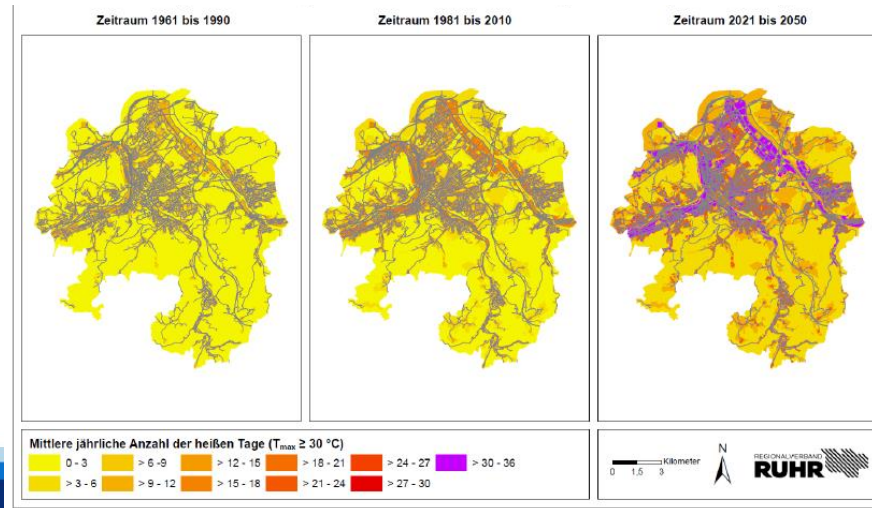 Zeitraum 1961 bis 1990
Zeitraum 1981 bis 2010
Zeitraum 2021 bis 2050
Mittlere jährliche Anzahl der heißen Tage (Tmax ≥ 30 °C)
0 - 3 > 6 - 9 > 12 - 15 > 18 - 21 > 24 - 27 > 30 - 36
> 3 - 6 > 9 - 12 > 15 - 18 > 21 - 24 > 27 - 30
Kilometer
0 1,5 3
N
REGIONALVERBAND
RUHR